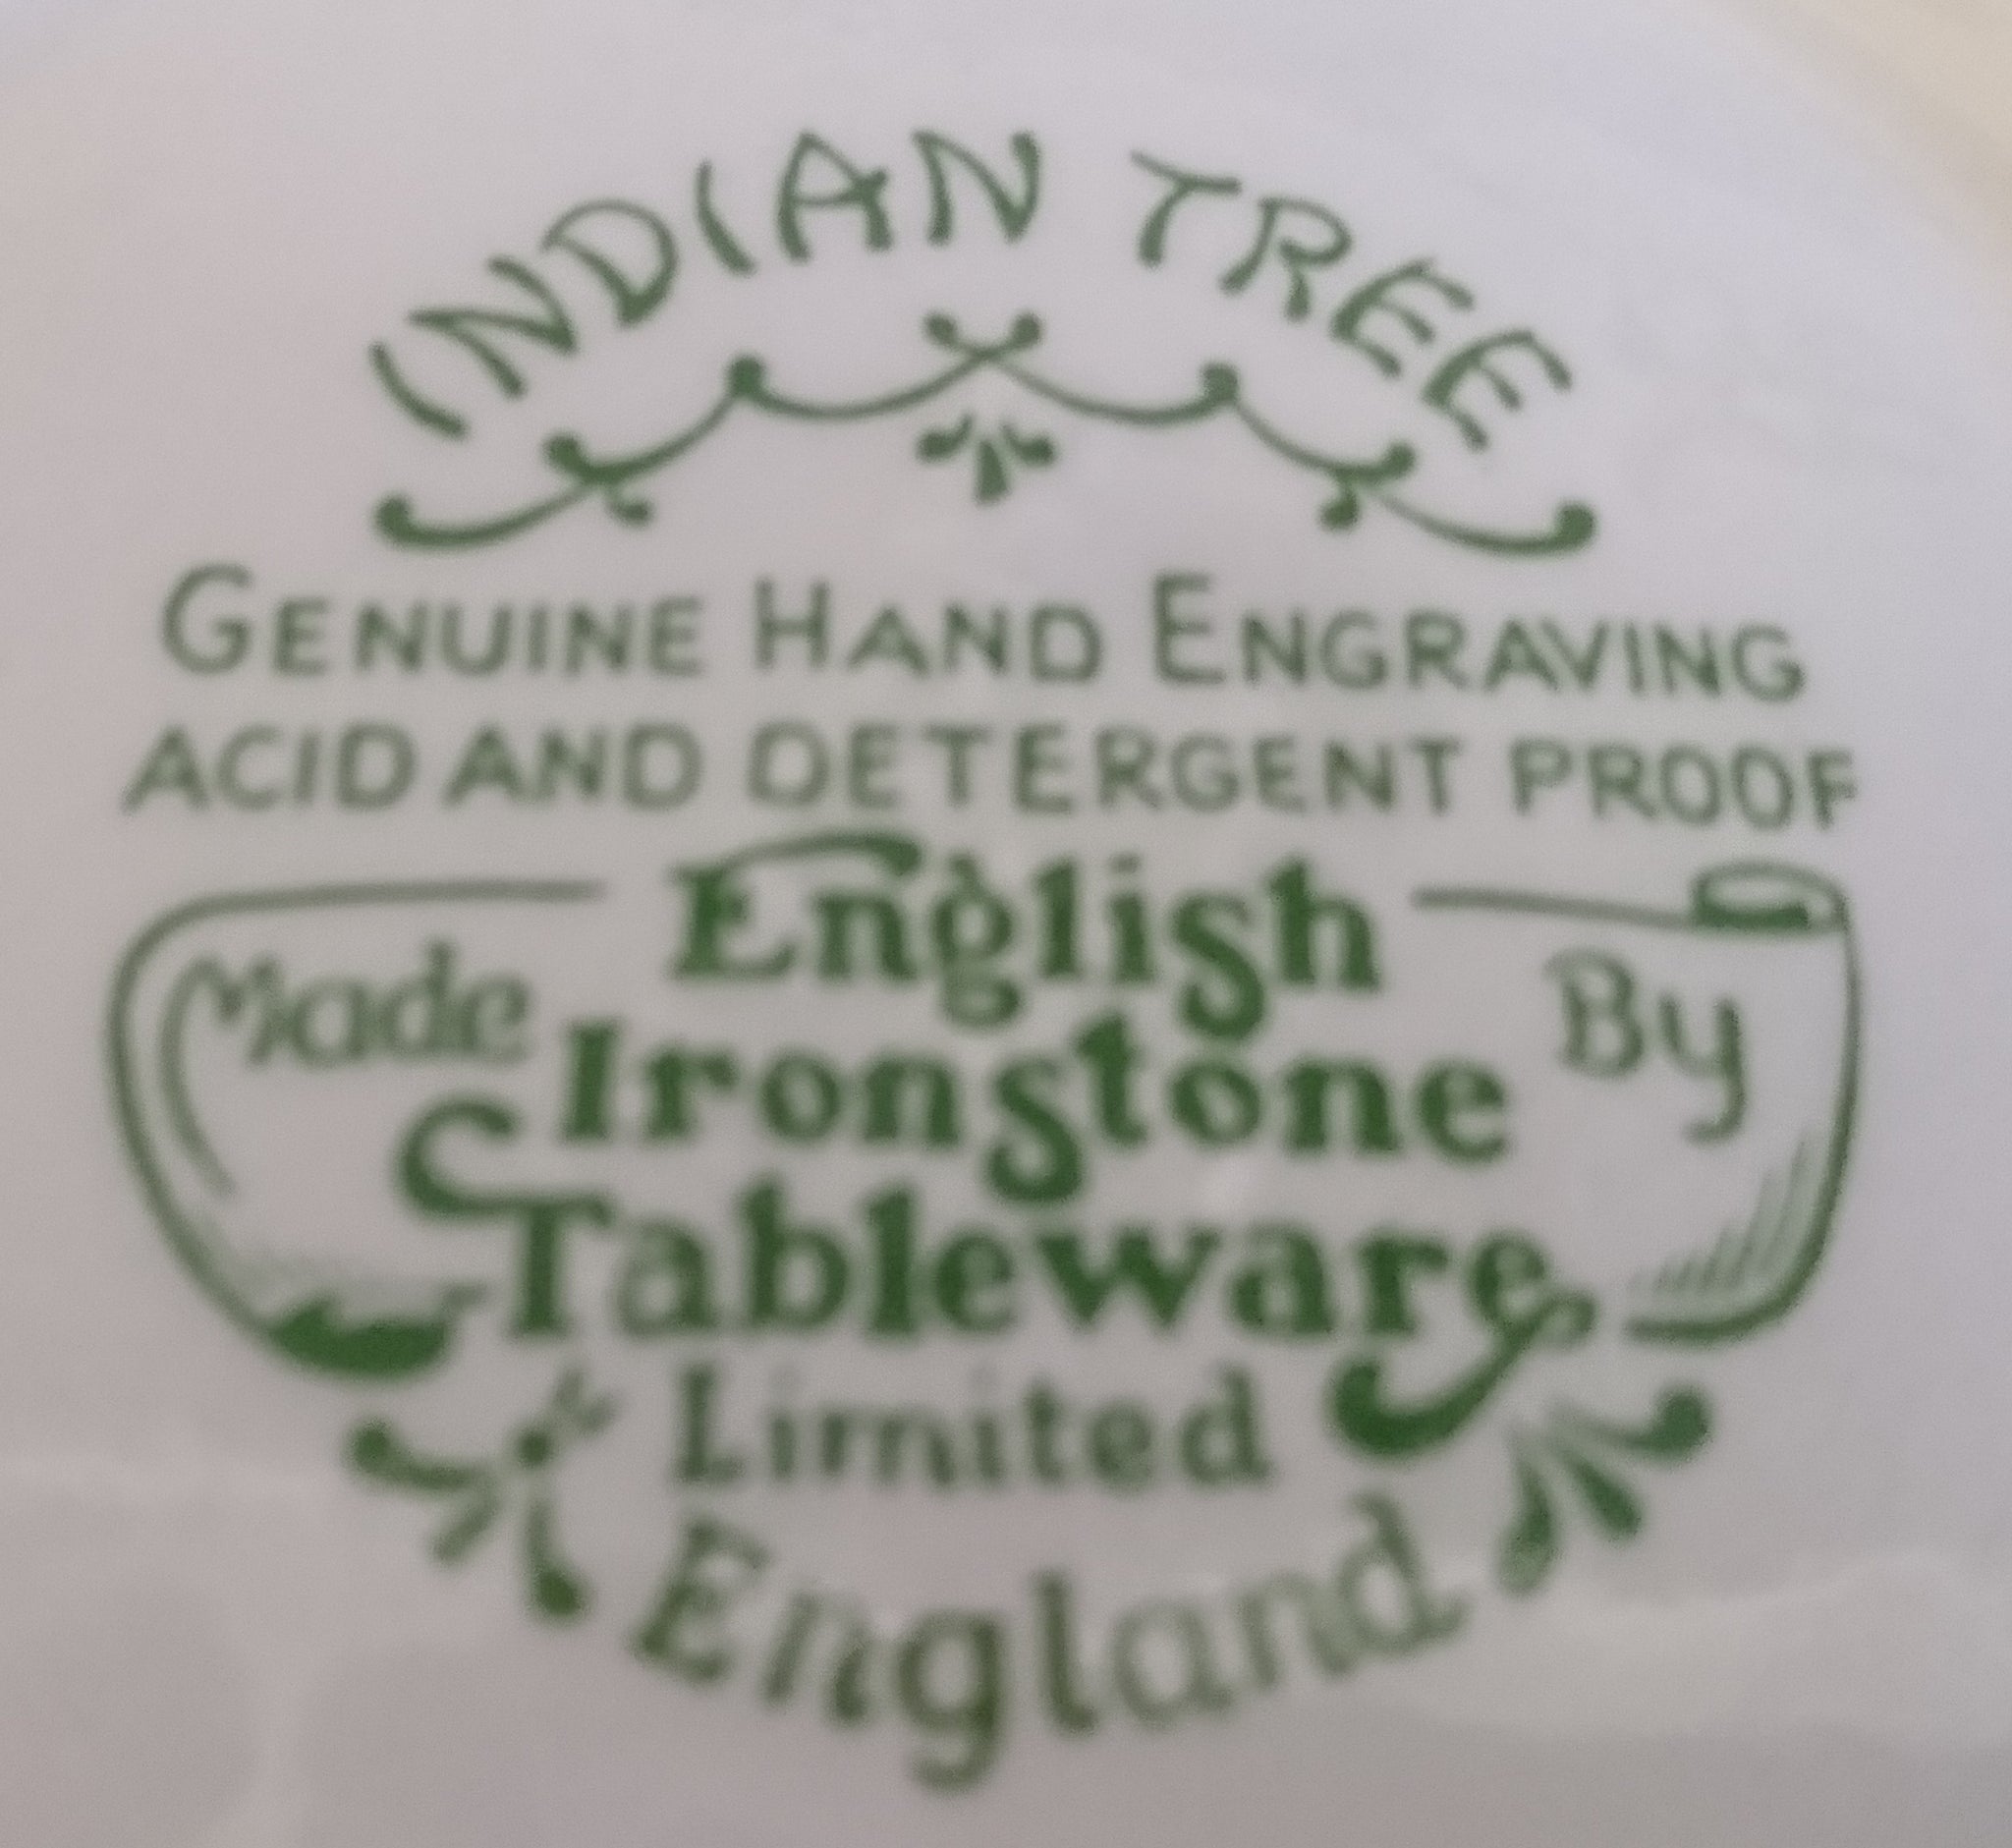 INDIAN TREE
GENUINE HAND ENGRAVING
ACID AND DETERGENT PROOF
Made English By
Ironstone
Tableware
Limited
England